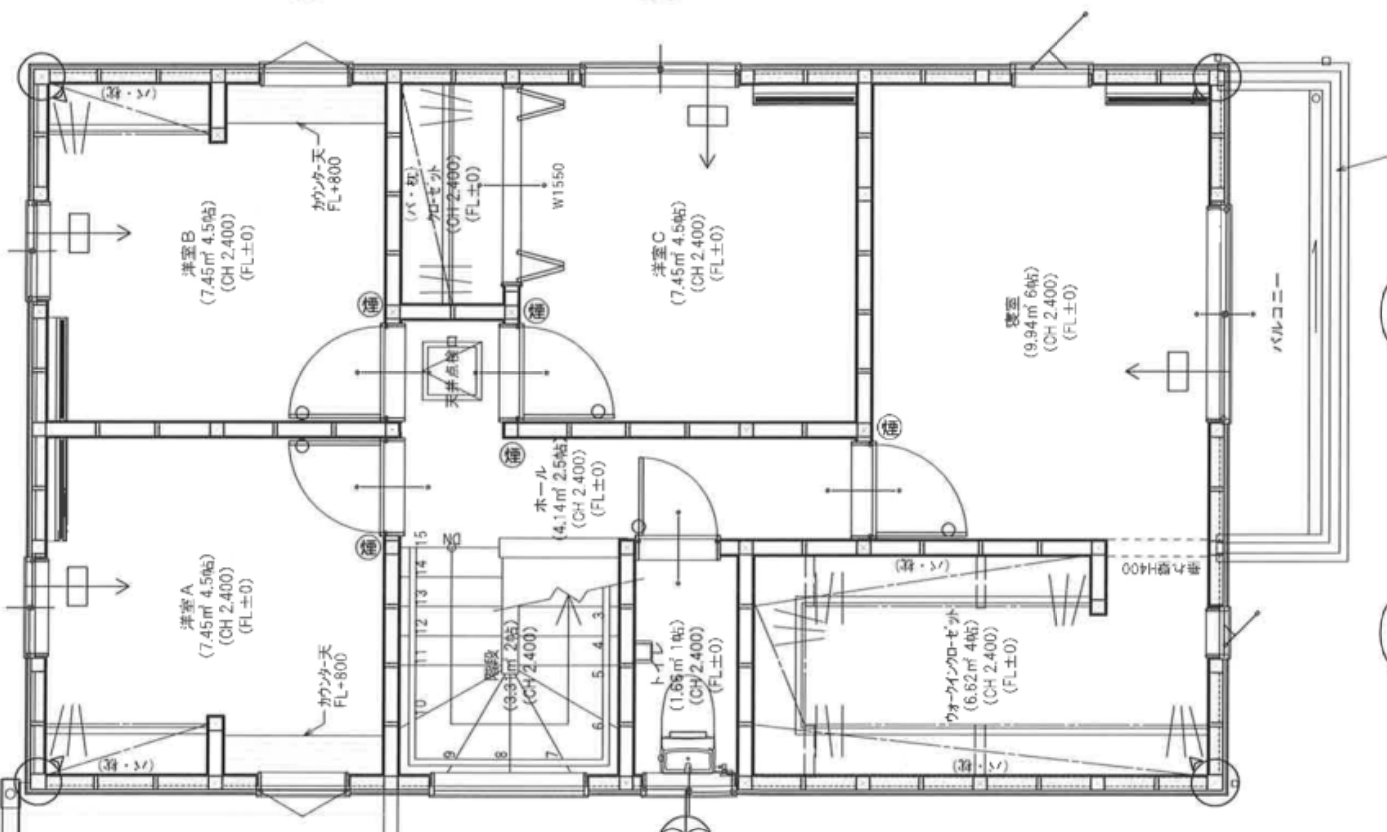 (パ・枕)
カウンター天
FL+800
洋室B
(7.45㎡ 4.5帖)
(CH 2,400)
(FL±0)
(パ・枕)
クローゼット
(CH 2,400)
(FL±0)
W1550
洋室C
(7.45㎡ 4.5帖)
(CH 2,400)
(FL±0)
寝室
(9.94㎡ 6帖)
(CH 2,400)
(FL±0)
バルコニー
煙
煙
天井点検口
煙
煙
ホール
(4.14㎡ 2.5帖)
(CH 2,400)
(FL±0)
煙
洋室A
(7.45㎡ 4.5帖)
(CH 2,400)
(FL±0)
カウンター天
FL+800
(パ・枕)
DN
15
14
13
12
11
10
9
8
7
6
5
4
3
階段
(3.31㎡ 2帖)
(CH 2,400)
トイレ
(1.66㎡ 1帖)
(CH 2,400)
(FL±0)
(パ・枕)
垂れ壁H400
ウォークインクローゼット
(6.62㎡ 4帖)
(CH 2,400)
(FL±0)
(パ・枕)